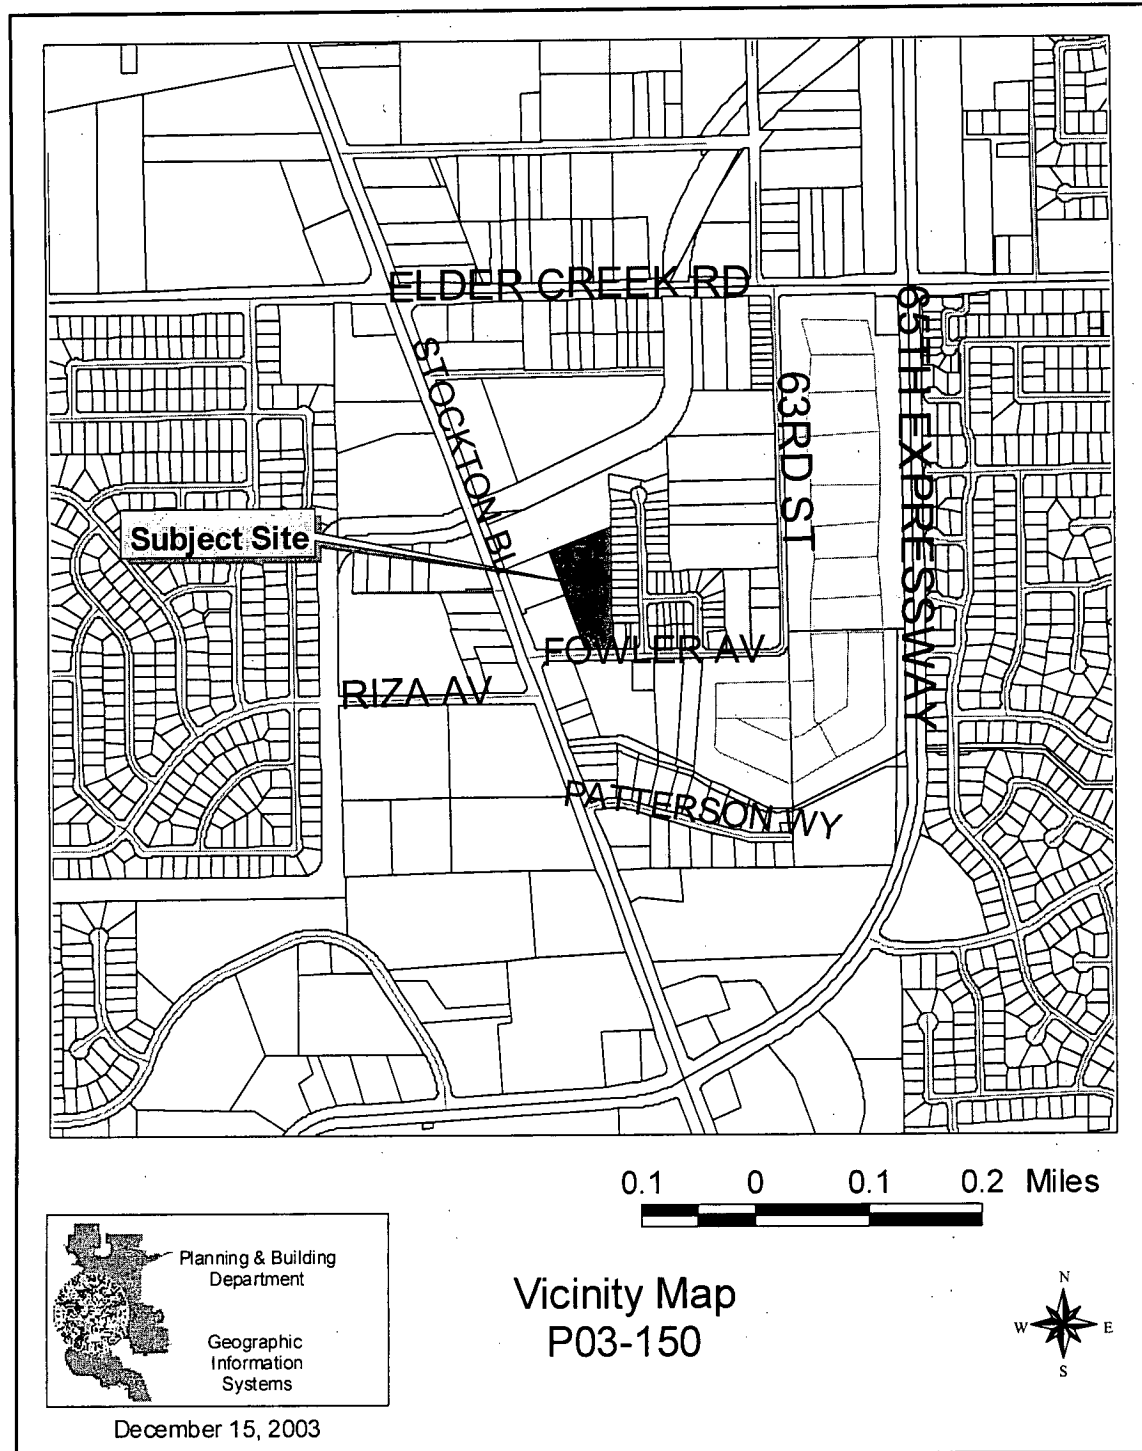 ELDER CREEK RD
STOCKTON BL
65TH EXPRESSWAY
63RD ST
Subject Site
FOWLER AV
RIZA AV
PATTERSON WY
0.1 0 0.1 0.2 Miles
Planning & Building
Department
Geographic
Information
Systems
December 15, 2003
Vicinity Map
P03-150
N
W E
S